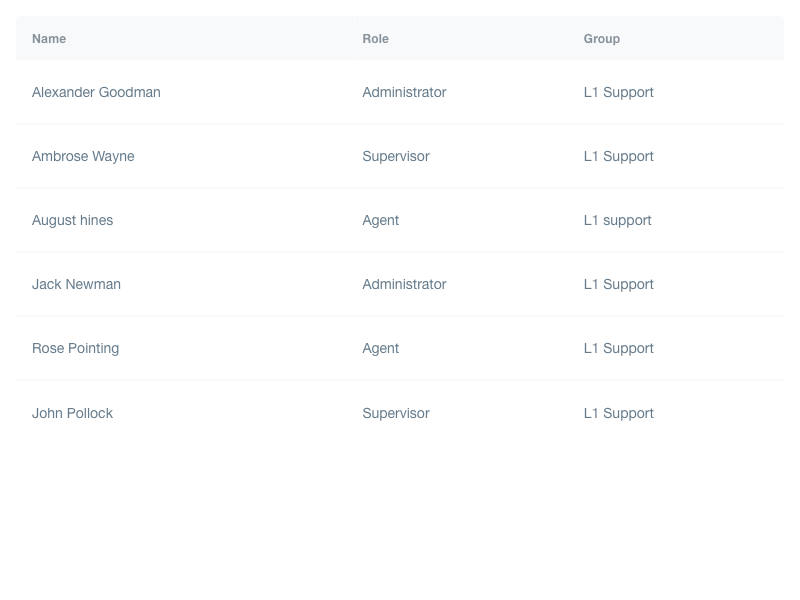 Name Role Group
Alexander Goodman Administrator L1 Support
Ambrose Wayne Supervisor L1 Support
August hines Agent L1 support
Jack Newman Administrator L1 Support
Rose Pointing Agent L1 Support
John Pollock Supervisor L1 Support